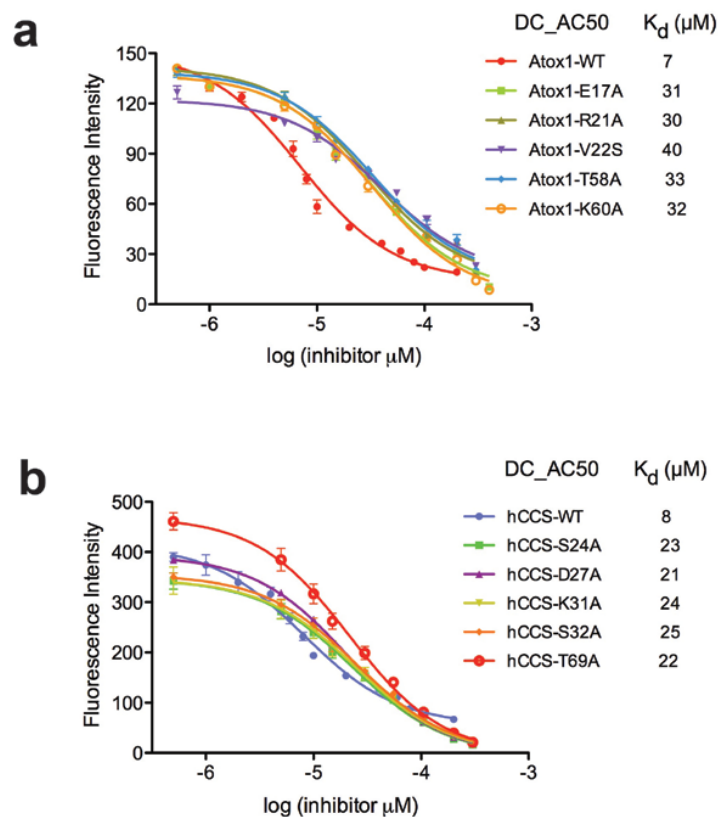 a
DC_AC50 Kd (μM)
Atox1-WT 7
Atox1-E17A 31
Atox1-R21A 30
Atox1-V22S 40
Atox1-T58A 33
Atox1-K60A 32
Fluorescence Intensity
150
120
90
60
30
0
-6 -5 -4 -3
log (inhibitor μM)
b
DC_AC50 Kd (μM)
hCCS-WT 8
hCCS-S24A 23
hCCS-D27A 21
hCCS-K31A 24
hCCS-S32A 25
hCCS-T69A 22
Fluorescence Intensity
500
400
300
200
100
0
-6 -5 -4 -3
log (inhibitor μM)